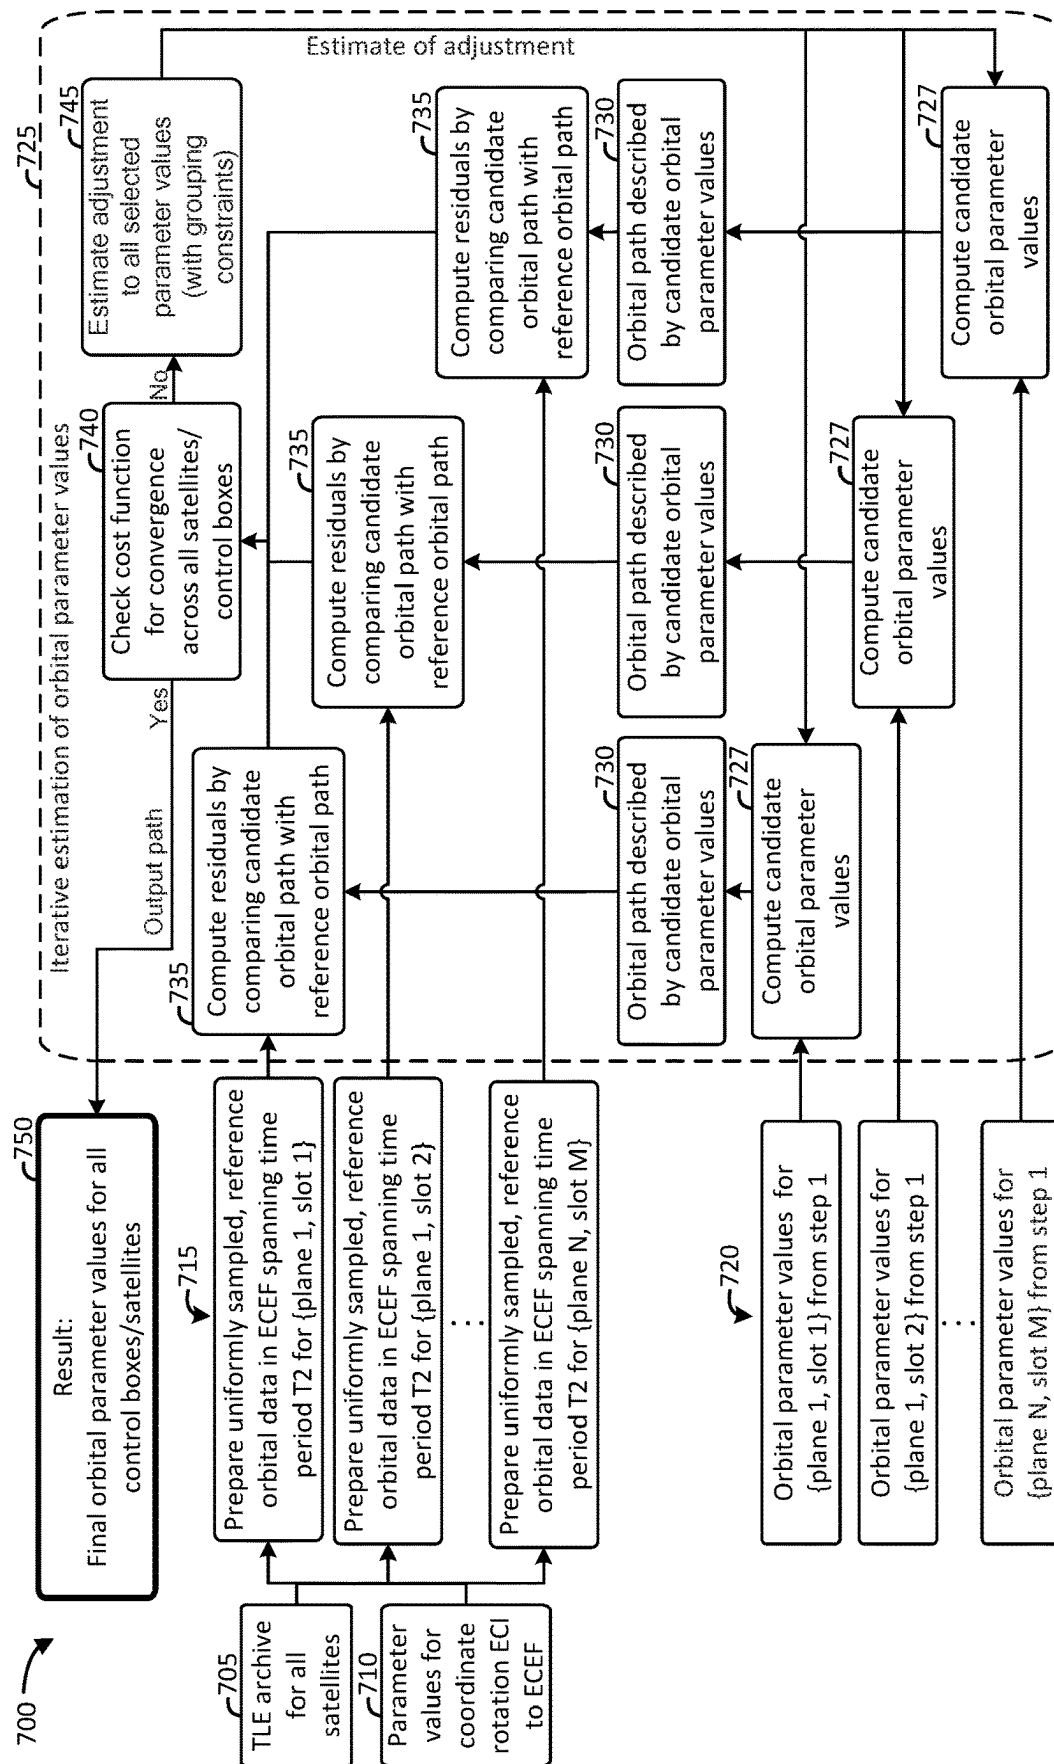 700
705
TLE archive
for all
satellites
710
Parameter
values for
coordinate
rotation ECI
to ECEF
750
Result:
Final orbital parameter values for all
control boxes/satellites
715
Prepare uniformly sampled, reference
orbital data in ECEF spanning time
period T2 for {plane 1, slot 1}
Prepare uniformly sampled, reference
orbital data in ECEF spanning time
period T2 for {plane 1, slot 2}
.....
Prepare uniformly sampled, reference
orbital data in ECEF spanning time
period T2 for {plane N, slot M}
720
Orbital parameter values for
{plane 1, slot 1} from step 1
Orbital parameter values for
{plane 1, slot 2} from step 1
.....
Orbital parameter values for
{plane N, slot M} from step 1
725
Iterative estimation of orbital parameter values
Output path
Yes
740
Check cost function
for convergence
across all satellites/
control boxes
No
745
Estimate adjustment
to all selected
parameter values
(with grouping
constraints)
Estimate of adjustment
735
Compute residuals by
comparing candidate
orbital path with
reference orbital path
735
Compute residuals by
comparing candidate
orbital path with
reference orbital path
735
Compute residuals by
comparing candidate
orbital path with
reference orbital path
730
Orbital path described
by candidate orbital
parameter values
730
Orbital path described
by candidate orbital
parameter values
730
Orbital path described
by candidate orbital
parameter values
727
Compute candidate
orbital parameter
values
727
Compute candidate
orbital parameter
values
727
Compute candidate
orbital parameter
values